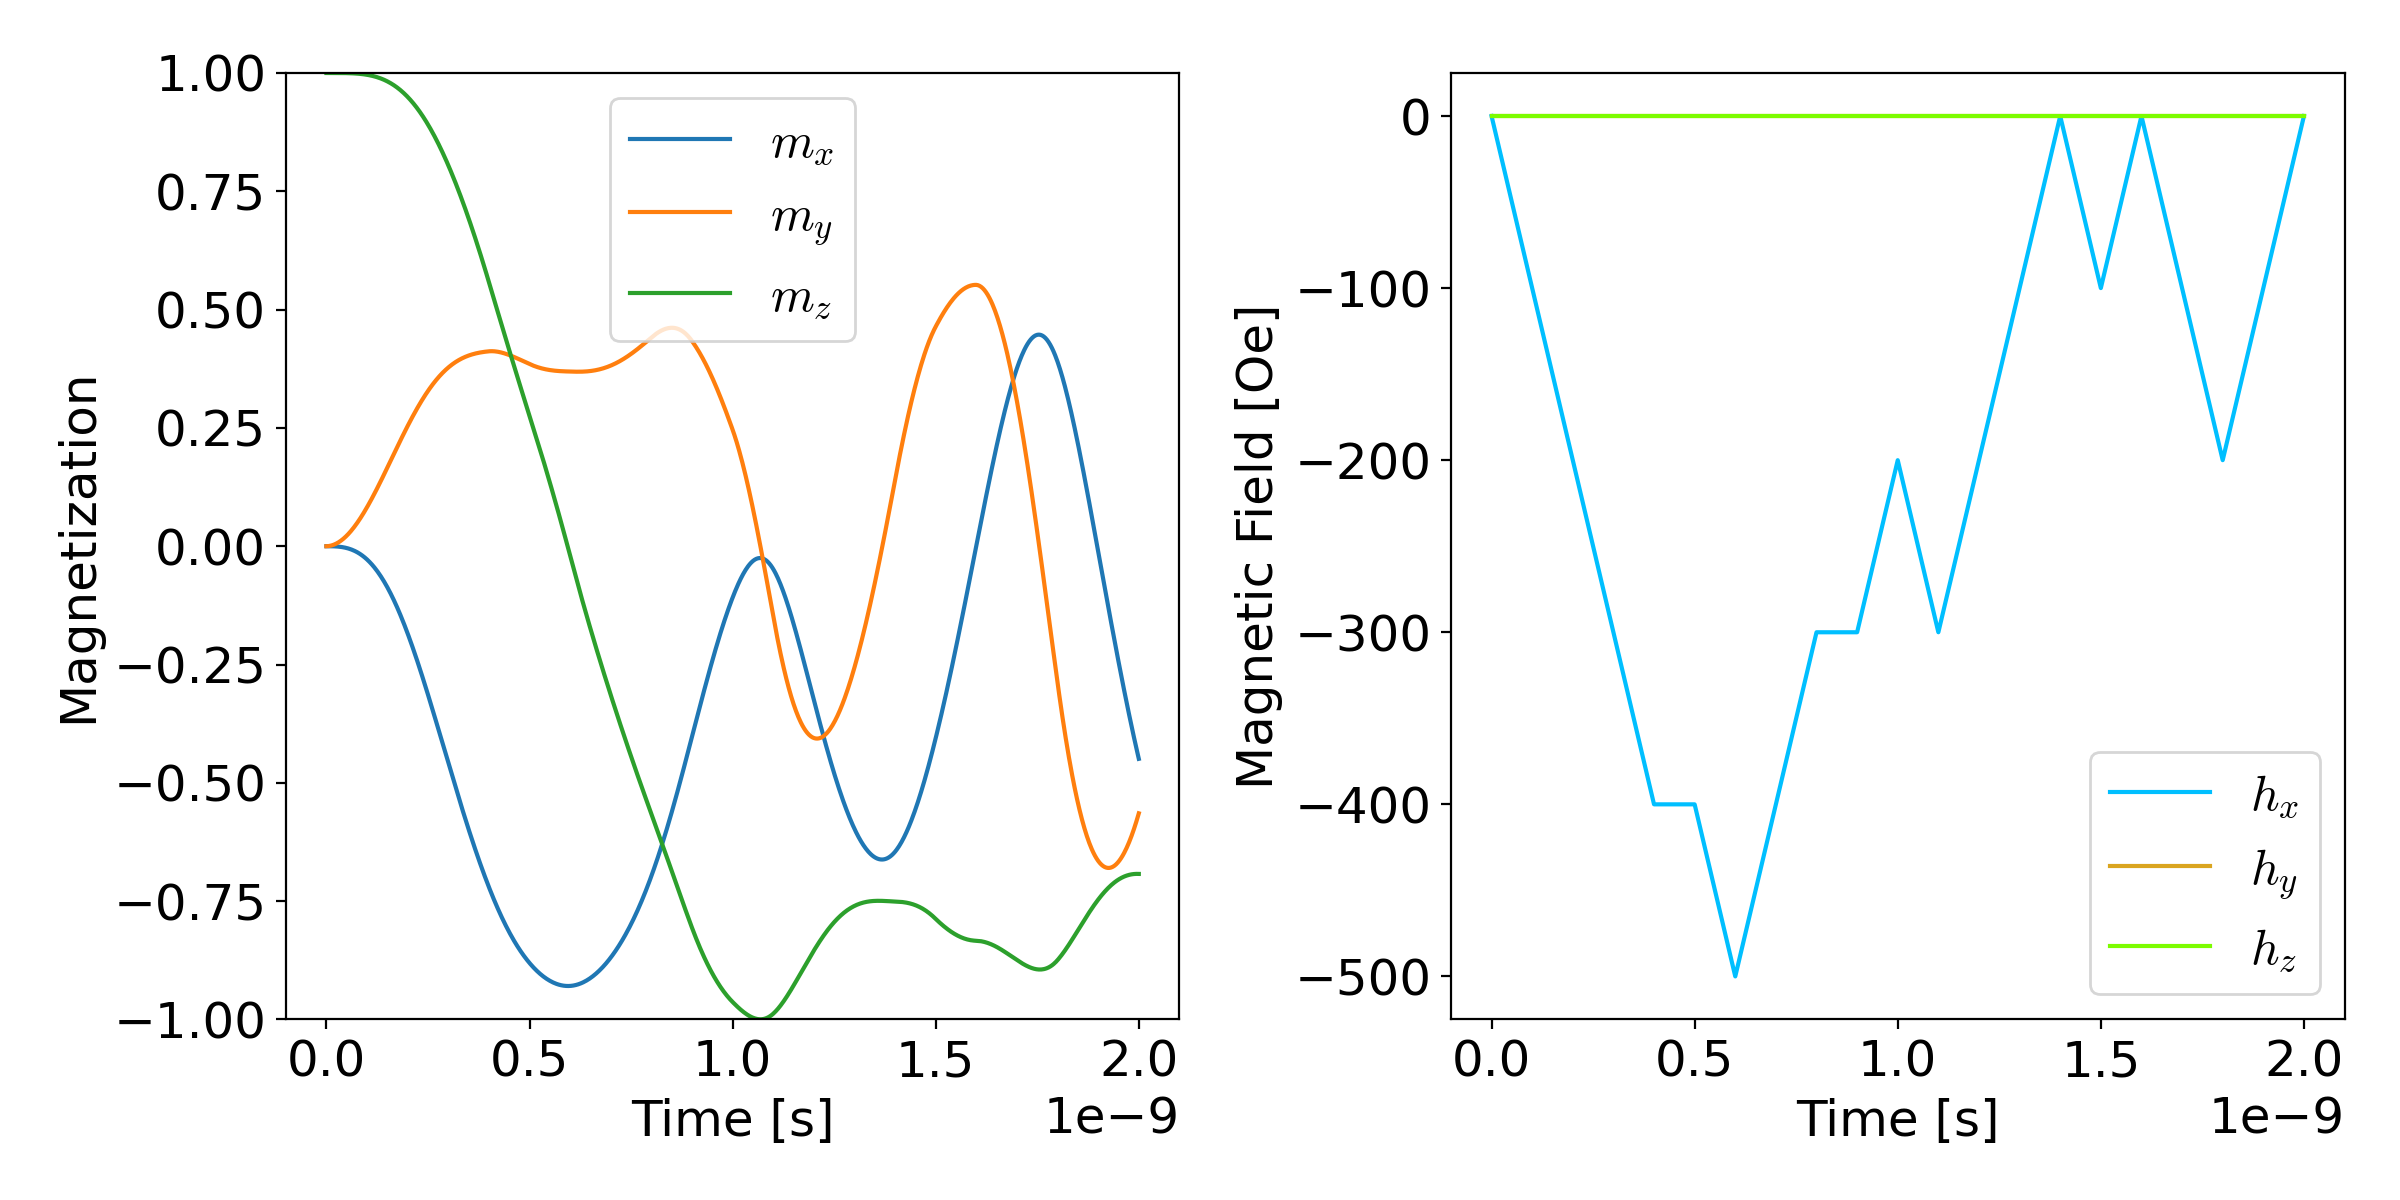 Magnetization
1.00
0.75
0.50
0.25
0.00
−0.25
−0.50
−0.75
−1.00
m_x
m_y
m_z
0.0 0.5 1.0 1.5 2.0
Time [s] 1e−9
Magnetic Field [Oe]
0
−100
−200
−300
−400
−500
h_x
h_y
h_z
0.0 0.5 1.0 1.5 2.0
Time [s] 1e−9